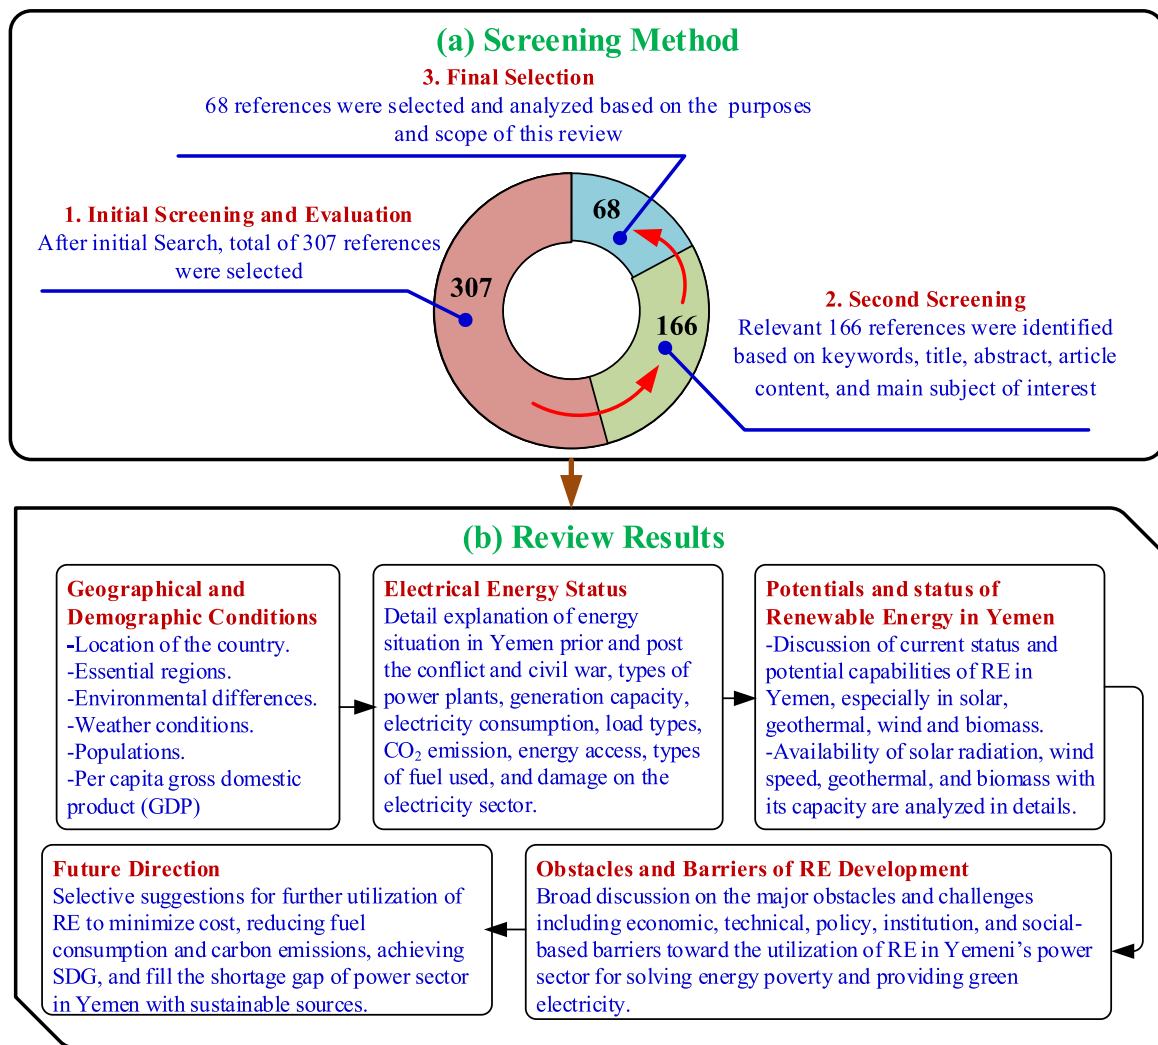 (a) Screening Method
3. Final Selection
68 references were selected and analyzed based on the purposes
and scope of this review
1. Initial Screening and Evaluation
After initial Search, total of 307 references
were selected
68
307
166
2. Second Screening
Relevant 166 references were identified
based on keywords, title, abstract, article
content, and main subject of interest
(b) Review Results
Geographical and
Demographic Conditions
-Location of the country.
-Essential regions.
-Environmental differences.
-Weather conditions.
-Populations.
-Per capita gross domestic
product (GDP)
Electrical Energy Status
Detail explanation of energy
situation in Yemen prior and post
the conflict and civil war, types of
power plants, generation capacity,
electricity consumption, load types,
CO₂ emission, energy access, types
of fuel used, and damage on the
electricity sector.
Potentials and status of
Renewable Energy in Yemen
-Discussion of current status and
potential capabilities of RE in
Yemen, especially in solar,
geothermal, wind and biomass.
-Availability of solar radiation, wind
speed, geothermal, and biomass with
its capacity are analyzed in details.
Obstacles and Barriers of RE Development
Broad discussion on the major obstacles and challenges
including economic, technical, policy, institution, and social-
based barriers toward the utilization of RE in Yemeni's power
sector for solving energy poverty and providing green
electricity.
Future Direction
Selective suggestions for further utilization of
RE to minimize cost, reducing fuel
consumption and carbon emissions, achieving
SDG, and fill the shortage gap of power sector
in Yemen with sustainable sources.